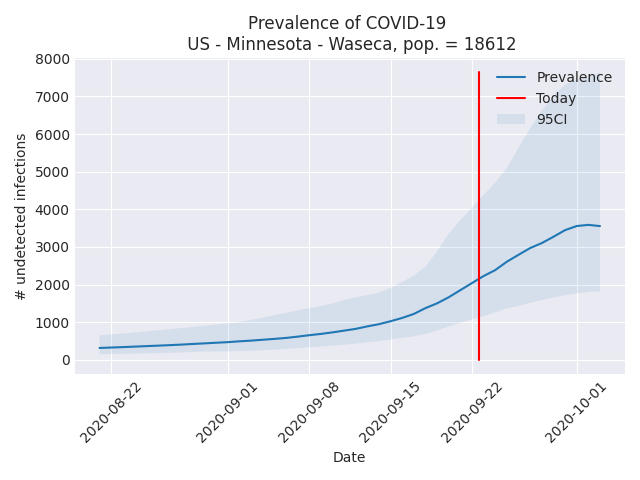 Prevalence of COVID-19
US - Minnesota - Waseca, pop. = 18612
8000
7000
6000
5000
4000
3000
2000
1000
0
# undetected infections
Prevalence
Today
95CI
2020-08-22
2020-09-01
2020-09-08
2020-09-15
2020-09-22
2020-10-01
Date